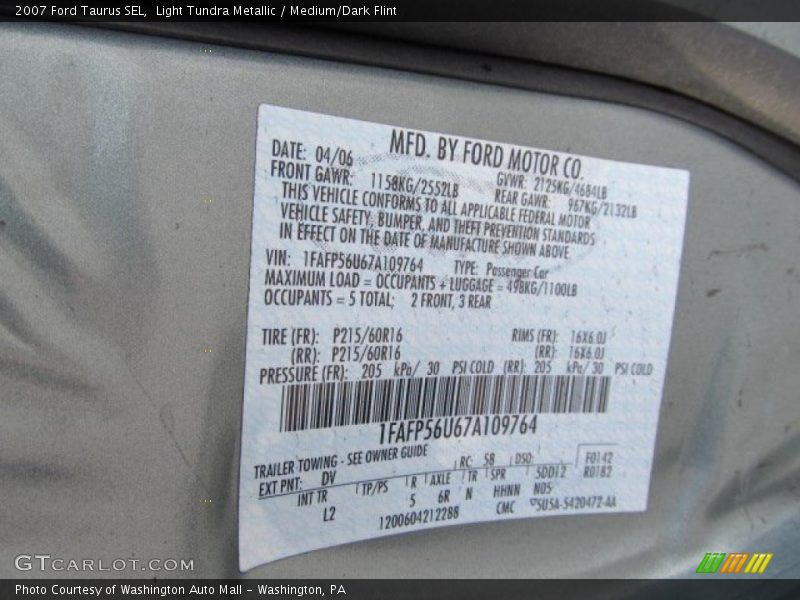 2007 Ford Taurus SEL, Light Tundra Metallic / Medium/Dark Flint
MFD. BY FORD MOTOR CO.
DATE: 04/06 GVWR: 2125KG/4684LB
FRONT GAWR: 1158KG/2552LB REAR GAWR: 967KG/2132LB
THIS VEHICLE CONFORMS TO ALL APPLICABLE FEDERAL MOTOR
VEHICLE SAFETY, BUMPER, AND THEFT PREVENTION STANDARDS
IN EFFECT ON THE DATE OF MANUFACTURE SHOWN ABOVE.
VIN: 1FAFP56U67A109764 TYPE: Passenger Car
MAXIMUM LOAD = OCCUPANTS + LUGGAGE = 498KG/1100LB
OCCUPANTS = 5 TOTAL; 2 FRONT, 3 REAR
TIRE (FR): P215/60R16 RIMS (FR): 16X6.0J
(RR): P215/60R16 (RR): 16X6.0J
PRESSURE (FR): 205 kPa/ 30 PSI COLD (RR): 205 kPa/ 30 PSI COLD
1FAFP56U67A109764
TRAILER TOWING - SEE OWNER GUIDE RC: 58 DSO: F0142
EXT PNT: DV 5DD12 R0182
INT TR TP/PS R AXLE TR SPR
L2 5 6R N HHNN NDS
1200604212288 CMC 5U5A-5420472-AA
GTCARLOT.COM
Photo Courtesy of Washington Auto Mall - Washington, PA